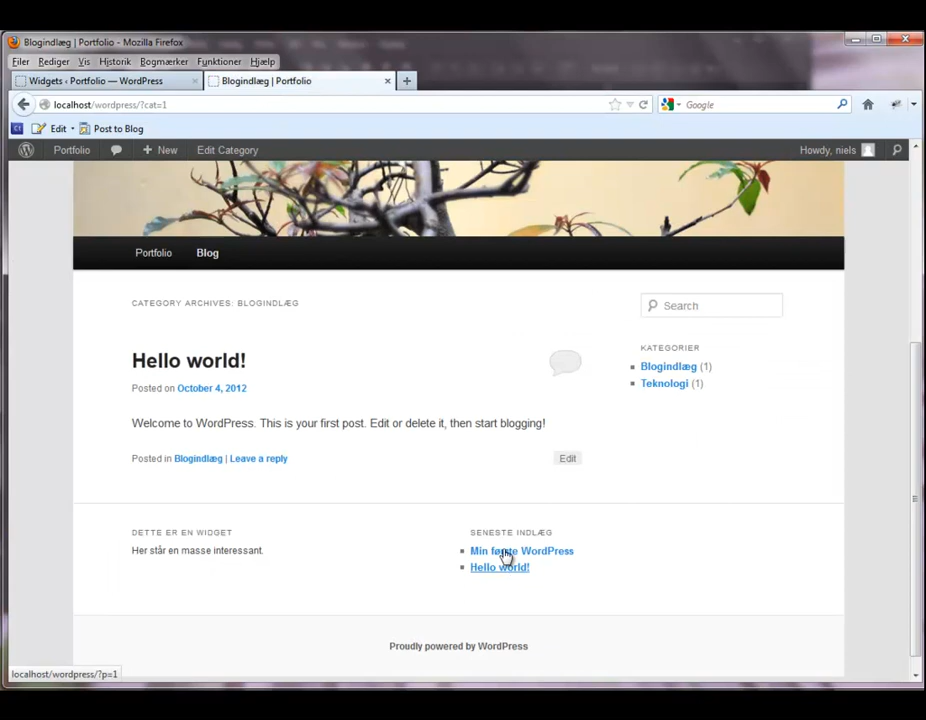 Blogindlæg | Portfolio - Mozilla Firefox
Filer Rediger Vis Historik Bogmærker Funktioner Hjælp
Widgets ‹ Portfolio — WordPress
Blogindlæg | Portfolio
localhost/wordpress/?cat=1
Google
Edit
Post to Blog
Portfolio
New
Edit Category
Howdy, niels
Portfolio
Blog
CATEGORY ARCHIVES: BLOGINDLÆG
Search
KATEGORIER
Blogindlæg (1)
Teknologi (1)
Hello world!
Posted on October 4, 2012
Welcome to WordPress. This is your first post. Edit or delete it, then start blogging!
Posted in Blogindlæg | Leave a reply
Edit
DETTE ER EN WIDGET
Her står en masse interessant.
SENESTE INDLÆG
Min første WordPress
Hello world!
Proudly powered by WordPress
localhost/wordpress/?p=1